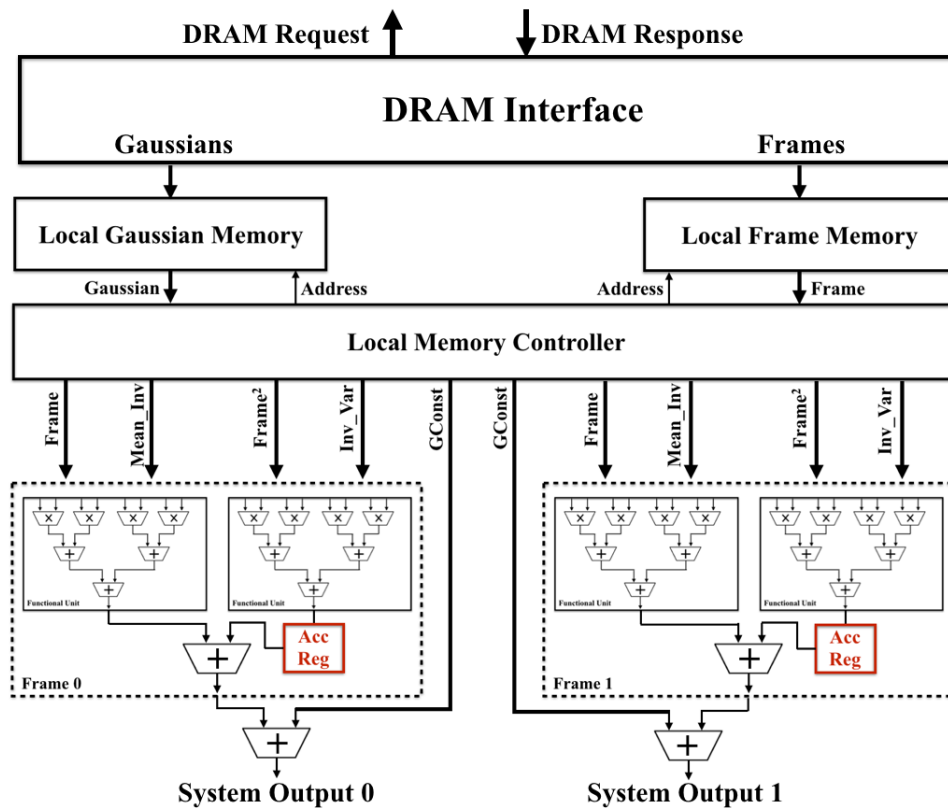 DRAM Request
DRAM Response
DRAM Interface
Gaussians
Frames
Local Gaussian Memory
Local Frame Memory
Gaussian
Address
Address
Frame
Local Memory Controller
Frame
Mean_Inv
Frame²
Inv_Var
GConst
GConst
Frame
Mean_Inv
Frame²
Inv_Var
× × × ×
× × × ×
× × × ×
× × × ×
+ +
+ +
+ +
+ +
+
+
+
+
Functional Unit
Functional Unit
Functional Unit
Functional Unit
+
Acc
Reg
+
Acc
Reg
Frame 0
Frame 1
+
+
System Output 0
System Output 1